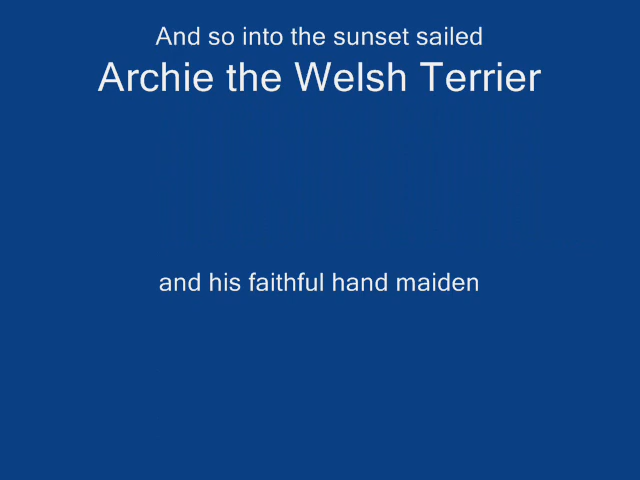 And so into the sunset sailed
Archie the Welsh Terrier
and his faithful hand maiden